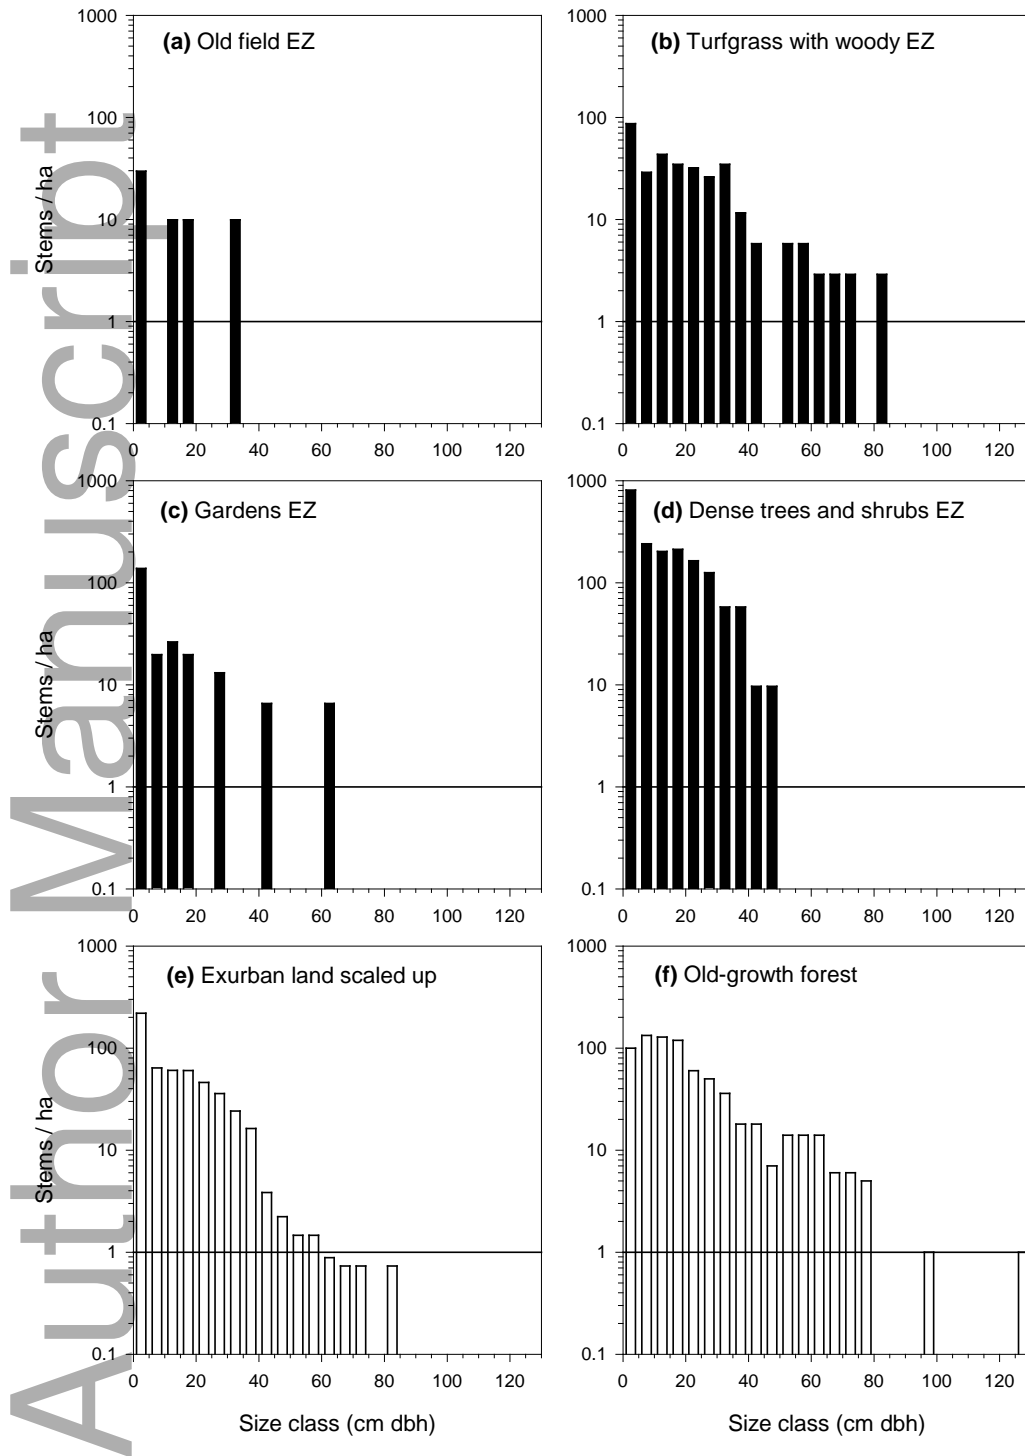 Author Manuscript
(a) Old field EZ
(b) Turfgrass with woody EZ
1000
100
10
1
0.1
Stems / ha
0 20 40 60 80 100 120
1000
100
10
1
0.1
0 20 40 60 80 100 120
(c) Gardens EZ
(d) Dense trees and shrubs EZ
1000
100
10
1
0.1
Stems / ha
0 20 40 60 80 100 120
1000
100
10
1
0.1
0 20 40 60 80 100 120
(e) Exurban land scaled up
(f) Old-growth forest
1000
100
10
1
0.1
Stems / ha
0 20 40 60 80 100 120
Size class (cm dbh)
1000
100
10
1
0.1
0 20 40 60 80 100 120
Size class (cm dbh)